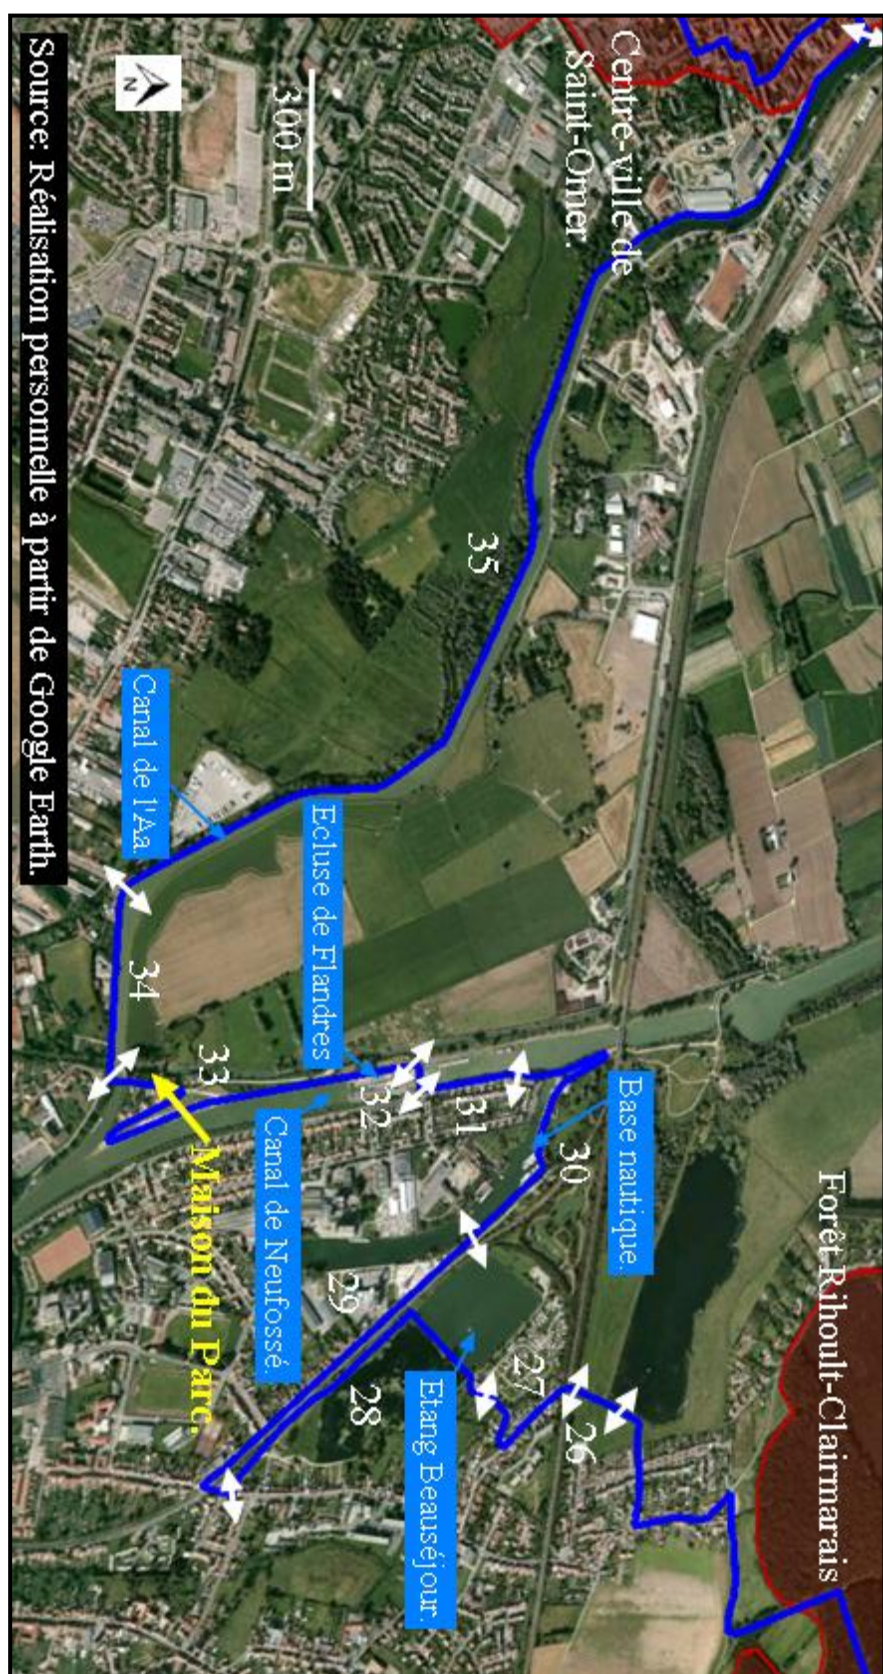 Centre-ville de
Saint-Omer.
Forêt Rihoult-Clairmarais
Base nautique.
Etang Beauséjour.
Ecluse de Flandres
Canal de Neufossé.
Canal de l'Aa.
Maison du Parc.
35
34
33
32
31
30
29
28
27
26
300 m
N
Source: Réalisation personnelle à partir de Google Earth.